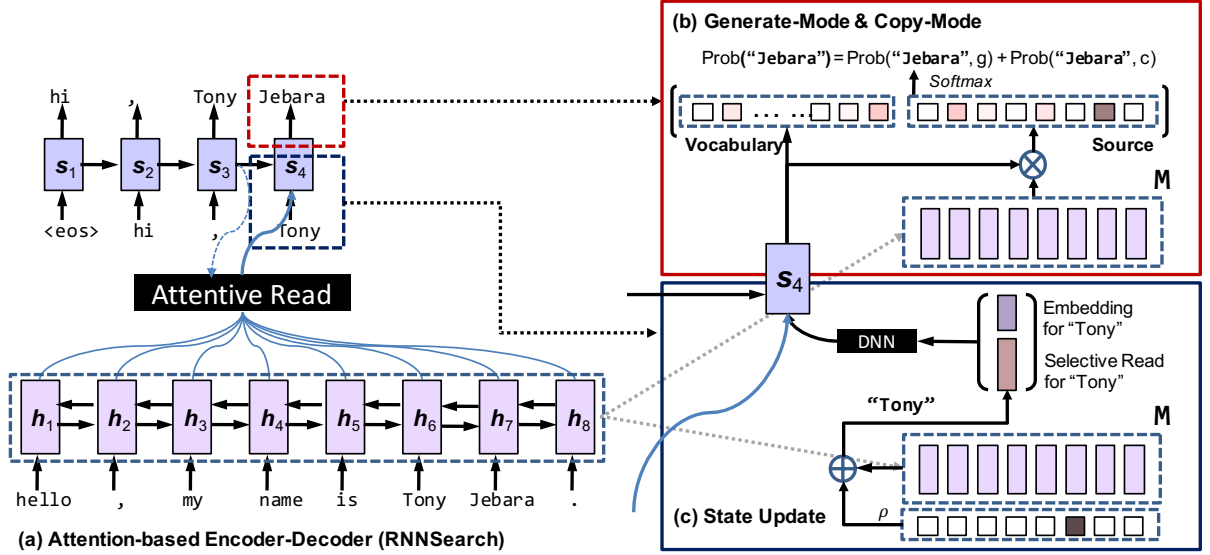 hi , Tony Jebara
s1 s2 s3 s4
<eos> hi , Tony
Attentive Read
h1 h2 h3 h4 h5 h6 h7 h8
hello , my name is Tony Jebara .
(a) Attention-based Encoder-Decoder (RNNSearch)
(b) Generate-Mode & Copy-Mode
Prob(“Jebara”) = Prob(“Jebara”, g) + Prob(“Jebara”, c)
Softmax
... ...
Vocabulary Source
M
s4
Embedding
for “Tony”
DNN
Selective Read
for “Tony”
“Tony”
M
ρ
(c) State Update